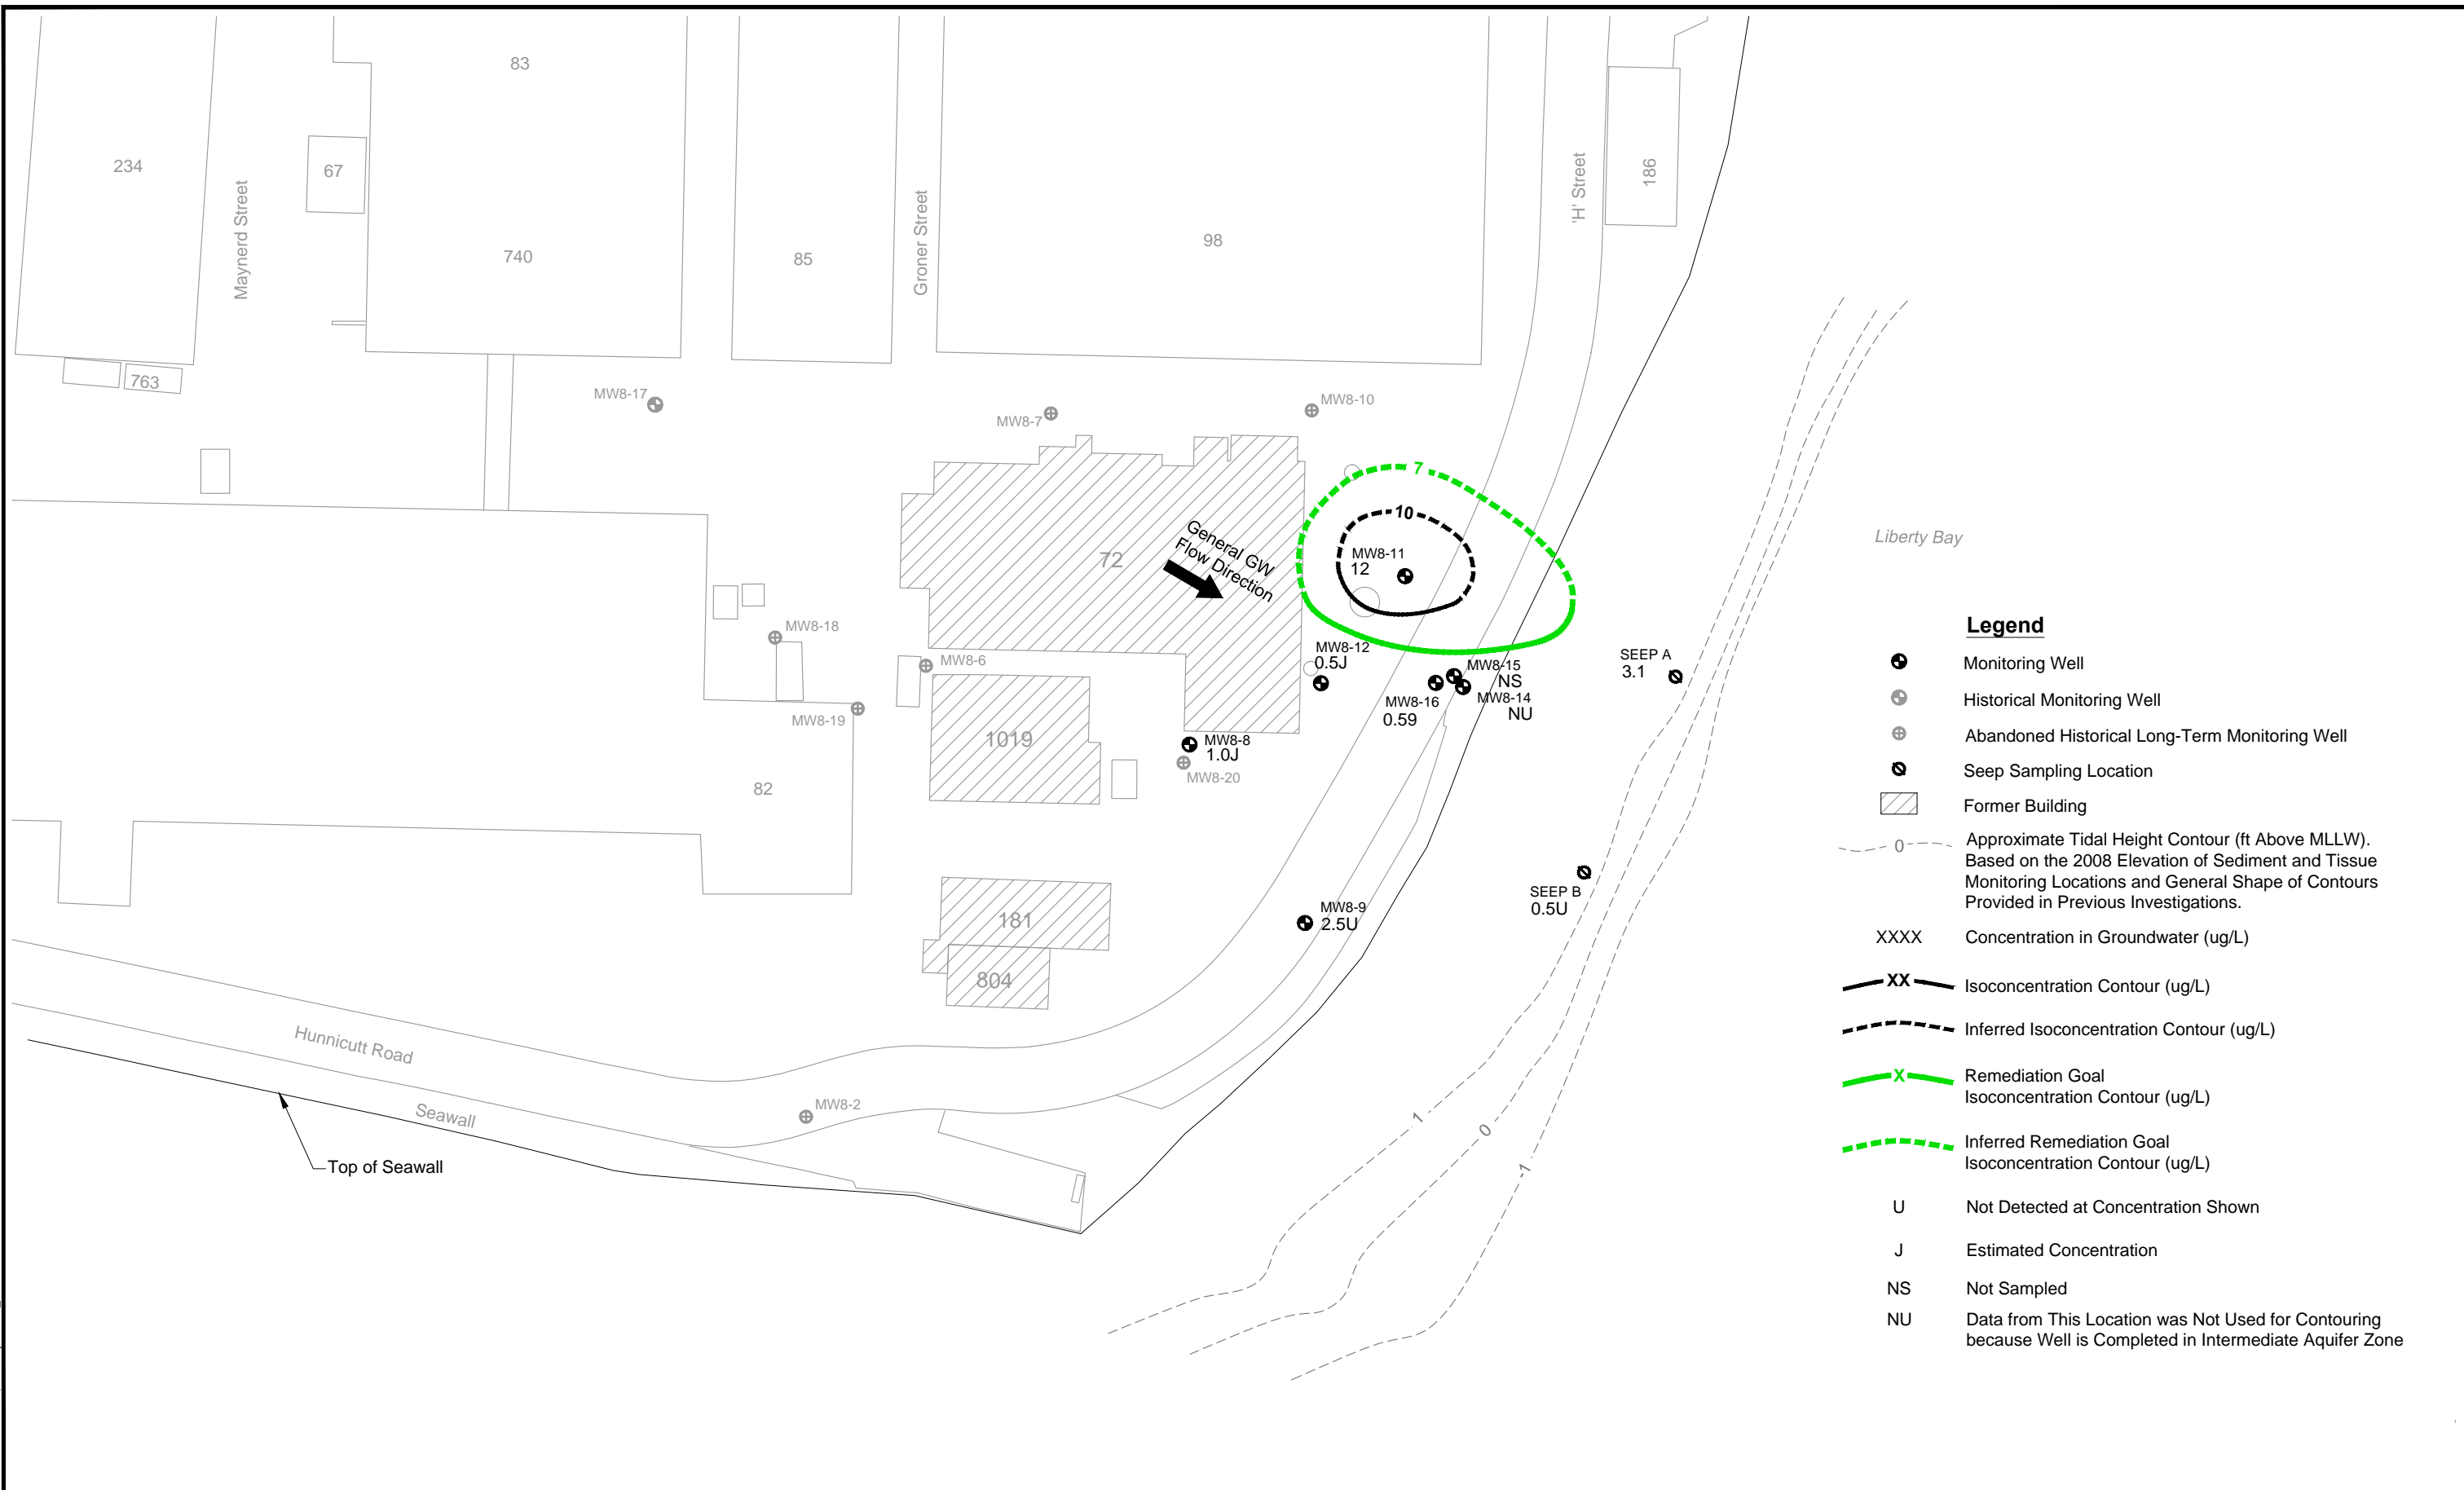 83
234
67
Maynerd Street
740
85
Groner Street
98
'H' Street
186
763
MW8-17
MW8-7
MW8-10
7
10
General GW
Flow Direction
72
MW8-11
12
Liberty Bay
MW8-18
MW8-6
MW8-19
1019
82
MW8-12
0.5J
MW8-15
NS
MW8-14
NU
MW8-16
0.59
SEEP A
3.1
MW8-8
1.0J
MW8-20
SEEP B
0.5U
MW8-9
2.5U
181
804
Hunnicutt Road
Seawall
MW8-2
Top of Seawall
1
0
-1
Legend
Monitoring Well
Historical Monitoring Well
Abandoned Historical Long-Term Monitoring Well
Seep Sampling Location
Former Building
0
Approximate Tidal Height Contour (ft Above MLLW).
Based on the 2008 Elevation of Sediment and Tissue
Monitoring Locations and General Shape of Contours
Provided in Previous Investigations.
XXXX Concentration in Groundwater (ug/L)
XX Isoconcentration Contour (ug/L)
Inferred Isoconcentration Contour (ug/L)
X Remediation Goal
Isoconcentration Contour (ug/L)
Inferred Remediation Goal
Isoconcentration Contour (ug/L)
U Not Detected at Concentration Shown
J Estimated Concentration
NS Not Sampled
NU Data from This Location was Not Used for Contouring
because Well is Completed in Intermediate Aquifer Zone